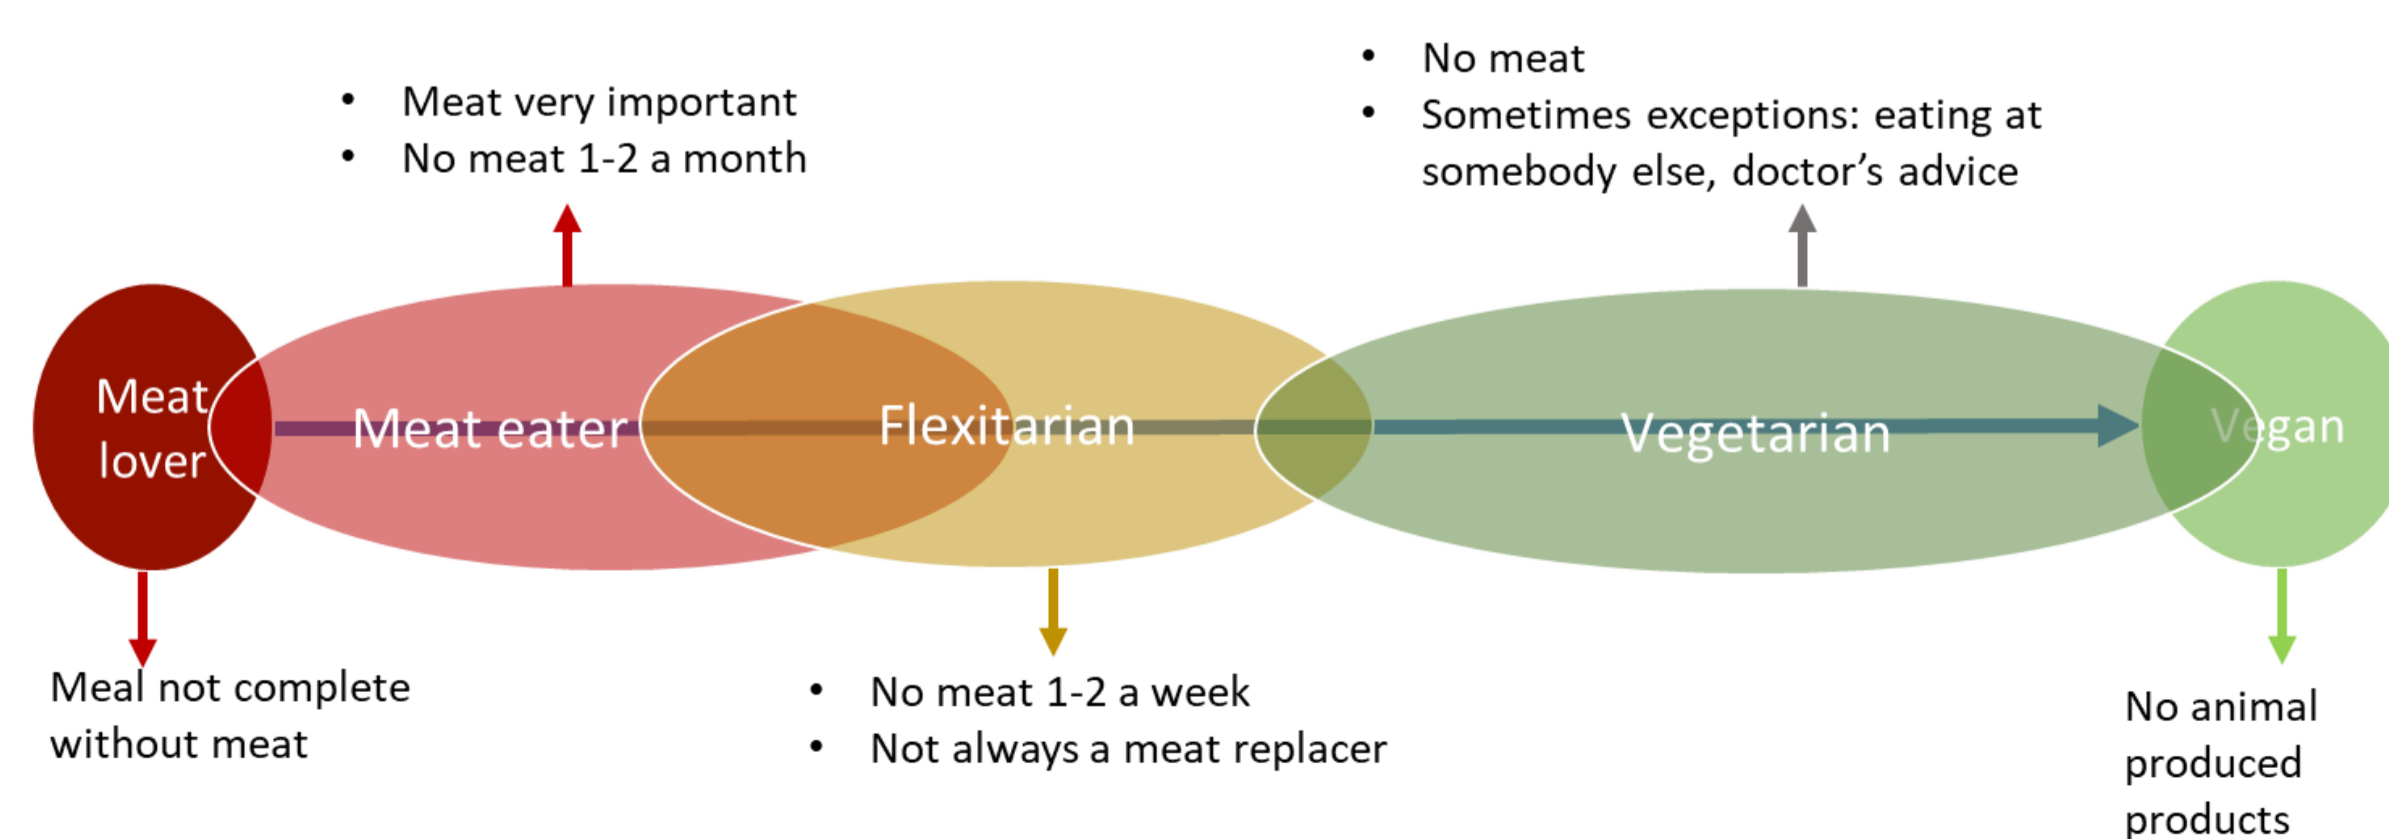 • No meat
• Sometimes exceptions: eating at
somebody else, doctor's advice
• Meat very important
• No meat 1-2 a month
Meat
lover
Meat eater
Flexitarian
Vegetarian
Vegan
Meal not complete
without meat
• No meat 1-2 a week
• Not always a meat replacer
No animal
produced
products